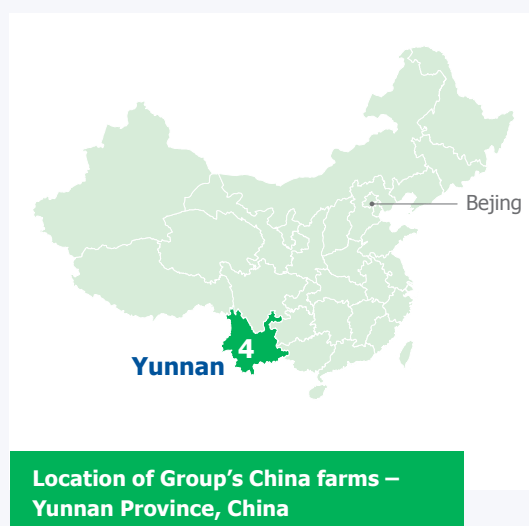 Bejing
4
Yunnan
Location of Group’s China farms –
Yunnan Province, China